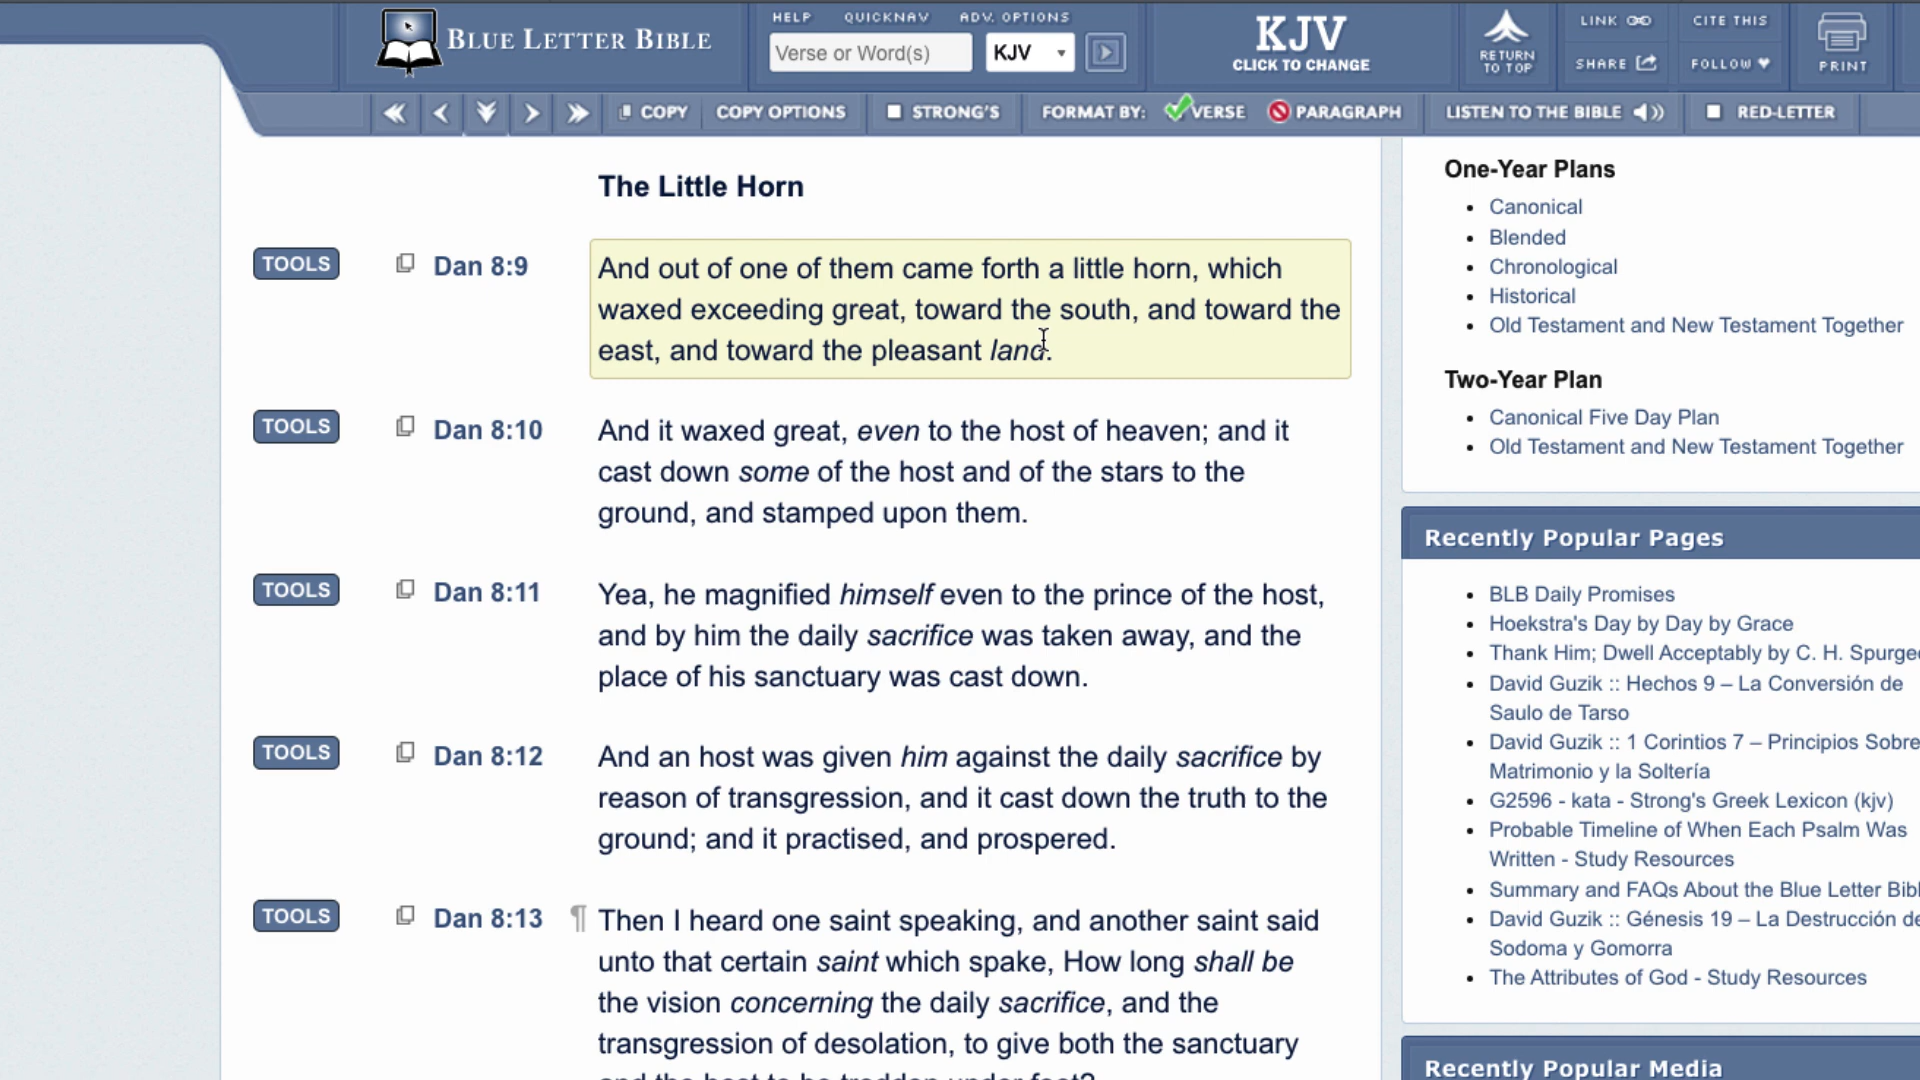 BLUE LETTER BIBLE
HELP QUICKNAV ADV. OPTIONS
Verse or Word(s)
KJV
KJV
CLICK TO CHANGE
RETURN
TO TOP
LINK
SHARE
CITE THIS
FOLLOW
PRINT
COPY
COPY OPTIONS
STRONG'S
FORMAT BY:
VERSE
PARAGRAPH
LISTEN TO THE BIBLE
RED-LETTER
The Little Horn
TOOLS
Dan 8:9
And out of one of them came forth a little horn, which
waxed exceeding great, toward the south, and toward the
east, and toward the pleasant land.
TOOLS
Dan 8:10
And it waxed great, even to the host of heaven; and it
cast down some of the host and of the stars to the
ground, and stamped upon them.
TOOLS
Dan 8:11
Yea, he magnified himself even to the prince of the host,
and by him the daily sacrifice was taken away, and the
place of his sanctuary was cast down.
TOOLS
Dan 8:12
And an host was given him against the daily sacrifice by
reason of transgression, and it cast down the truth to the
ground; and it practised, and prospered.
TOOLS
Dan 8:13
¶ Then I heard one saint speaking, and another saint said
unto that certain saint which spake, How long shall be
the vision concerning the daily sacrifice, and the
transgression of desolation, to give both the sanctuary
and the host to be trodden under foot?
One-Year Plans
Canonical
Blended
Chronological
Historical
Old Testament and New Testament Together
Two-Year Plan
Canonical Five Day Plan
Old Testament and New Testament Together
Recently Popular Pages
BLB Daily Promises
Hoekstra's Day by Day by Grace
Thank Him; Dwell Acceptably by C. H. Spurge
David Guzik :: Hechos 9 – La Conversión de
Saulo de Tarso
David Guzik :: 1 Corintios 7 – Principios Sobre
Matrimonio y la Soltería
G2596 - kata - Strong's Greek Lexicon (kjv)
Probable Timeline of When Each Psalm Was
Written - Study Resources
Summary and FAQs About the Blue Letter Bibl
David Guzik :: Génesis 19 – La Destrucción de
Sodoma y Gomorra
The Attributes of God - Study Resources
Recently Popular Media